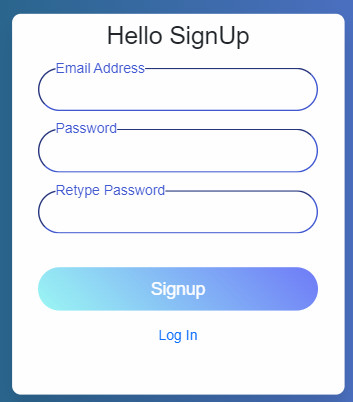 Hello SignUp
Email Address
Password
Retype Password
Signup
Log In